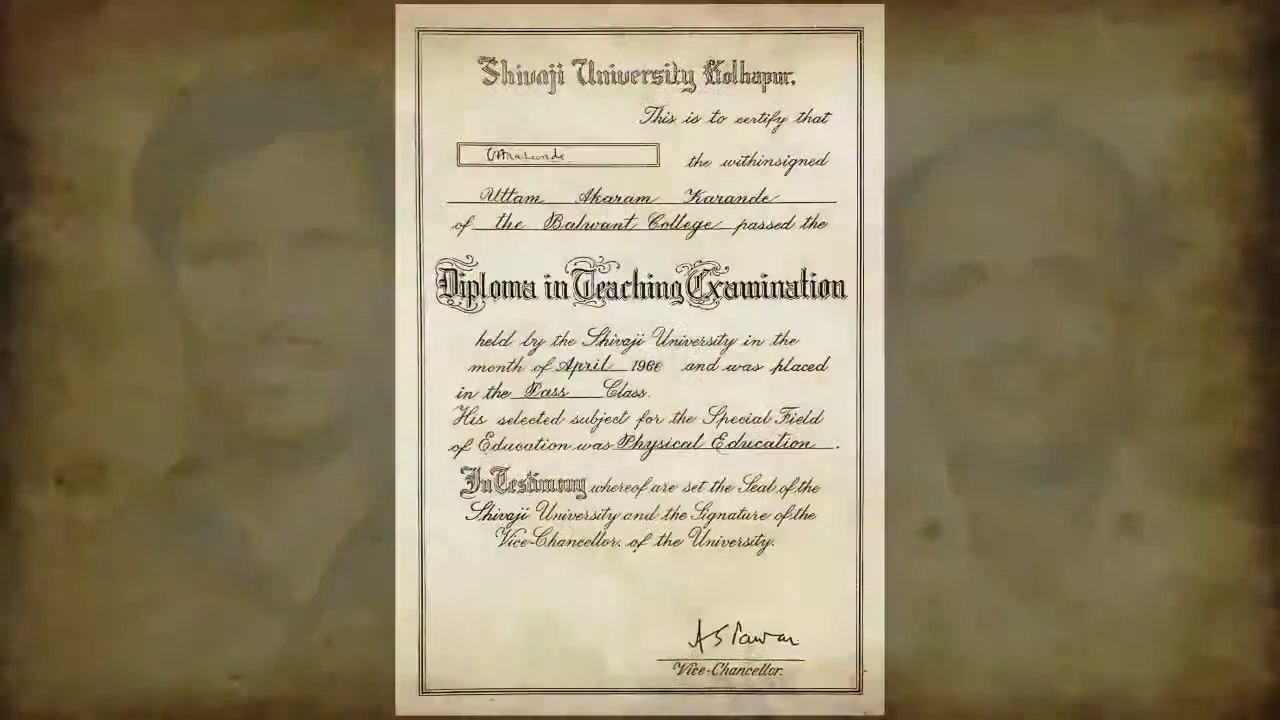 Shivaji University Kolhapur.
This is to certify that
UAKarande the withinsigned
Uttam Akaram Karande
of the Balwant College passed the
Diploma in Teaching Examination
held by the Shivaji University in the
month of April 1966 and was placed
in the Pass Class.
His selected subject for the Special Field
of Education was Physical Education.
In Testimony whereof are set the Seal of the
Shivaji University and the Signature of the
Vice-Chancellor. of the University.
A S Pawar
Vice-Chancellor.